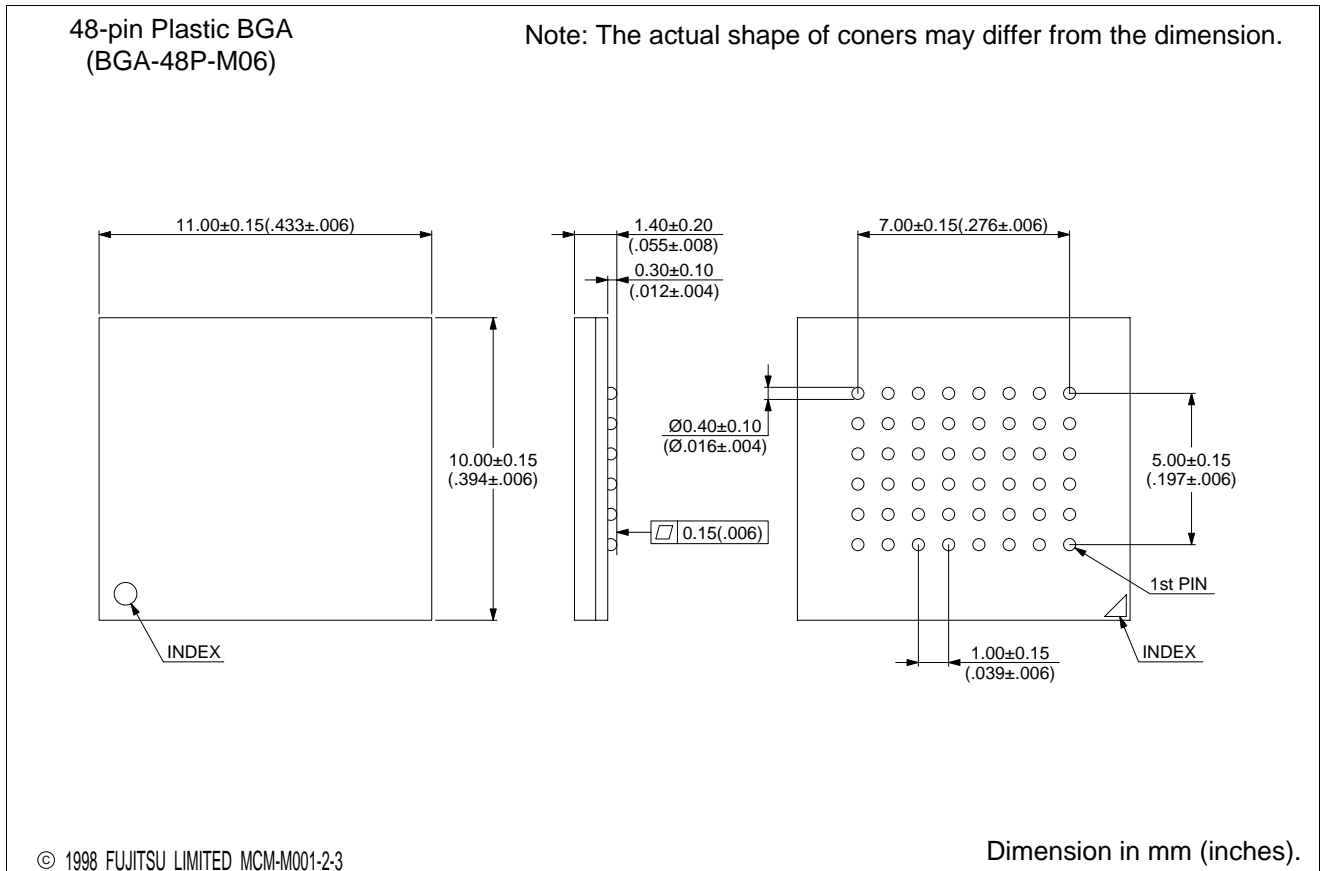 48-pin Plastic BGA
(BGA-48P-M06)
Note: The actual shape of coners may differ from the dimension.
11.00±0.15(.433±.006)
1.40±0.20
(.055±.008)
0.30±0.10
(.012±.004)
7.00±0.15(.276±.006)
Ø0.40±0.10
(Ø.016±.004)
10.00±0.15
(.394±.006)
5.00±0.15
(.197±.006)
0.15(.006)
1st PIN
INDEX
INDEX
1.00±0.15
(.039±.006)
© 1998 FUJITSU LIMITED MCM-M001-2-3
Dimension in mm (inches).